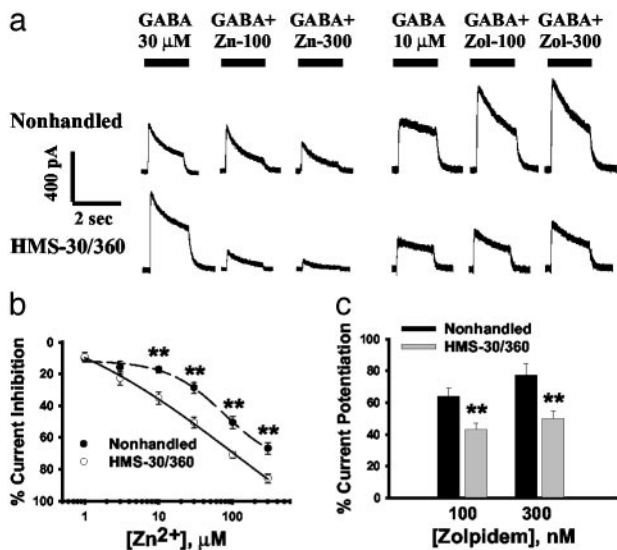 a
GABA GABA+ GABA+ GABA GABA+ GABA+
30 μM Zn-100 Zn-300 10 μM Zol-100 Zol-300
Nonhandled
400 pA
2 sec
HMS-30/360
b
% Current Inhibition
0
20
40
60
80
100
** ** ** **
Nonhandled
HMS-30/360
1 10 100
[Zn2+], μM
c
% Current Potentiation
100
80
60
40
20
0
Nonhandled
HMS-30/360
** **
100 300
[Zolpidem], nM